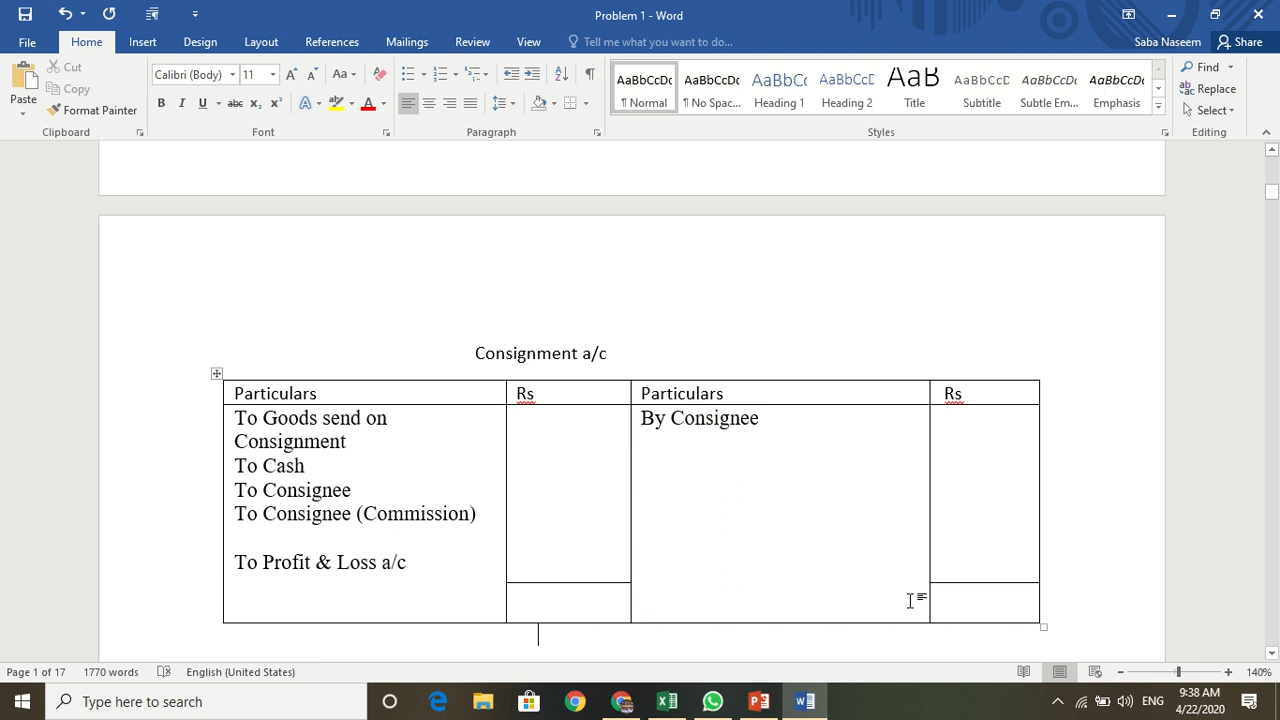 Problem 1 - Word
Saba Naseem
Share
File
Home
Insert
Design
Layout
References
Mailings
Review
View
Tell me what you want to do...
Paste
Cut
Copy
Format Painter
Clipboard
Calibri (Body)
11
Font
Paragraph
AaBbCcDc
¶ Normal
AaBbCcDc
¶ No Spac...
AaBbCc
Heading 1
AaBbCcC
Heading 2
AaB
Title
AaBbCcC
Subtitle
AaBbCcDc
Subtle Em...
AaBbCcDc
Emphasis
Styles
Find
Replace
Select
Editing
Consignment a/c
Particulars Rs Particulars Rs
To Goods send on By Consignee
Consignment
To Cash
To Consignee
To Consignee (Commission)
To Profit & Loss a/c
Page 1 of 17
1770 words
English (United States)
140%
Type here to search
ENG
9:38 AM
4/22/2020